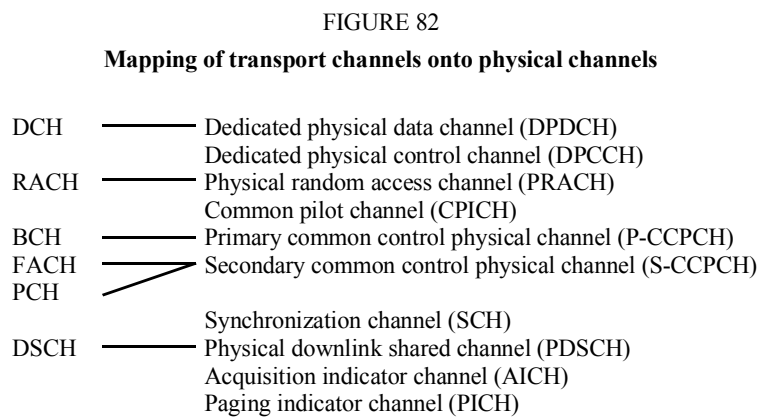 FIGURE 82
Mapping of transport channels onto physical channels
DCH Dedicated physical data channel (DPDCH)
Dedicated physical control channel (DPCCH)
RACH Physical random access channel (PRACH)
Common pilot channel (CPICH)
BCH Primary common control physical channel (P-CCPCH)
FACH Secondary common control physical channel (S-CCPCH)
PCH
Synchronization channel (SCH)
DSCH Physical downlink shared channel (PDSCH)
Acquisition indicator channel (AICH)
Paging indicator channel (PICH)